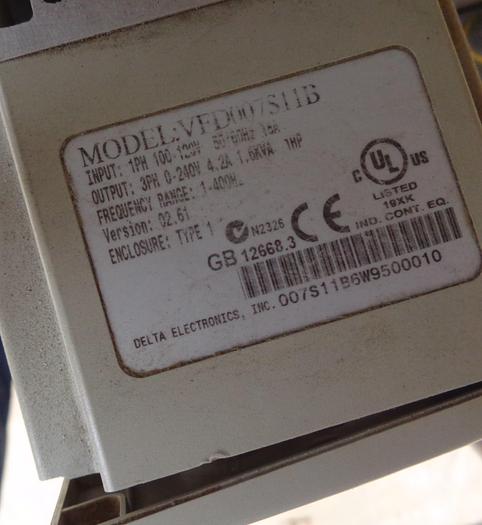 MODEL:VFD007S11B
INPUT: 1PH 100-120V 50/60Hz 18A
OUTPUT: 3PH 0-240V 4.2A 1.6KVA 1HP
FREQUENCY RANGE: 1-400Hz
Version: 02.61
ENCLOSURE: TYPE 1
N2326
CE
C UL US
LISTED
19XK
IND. CONT. EQ.
GB 12668.3
007S11B6W9500010
DELTA ELECTRONICS, INC.